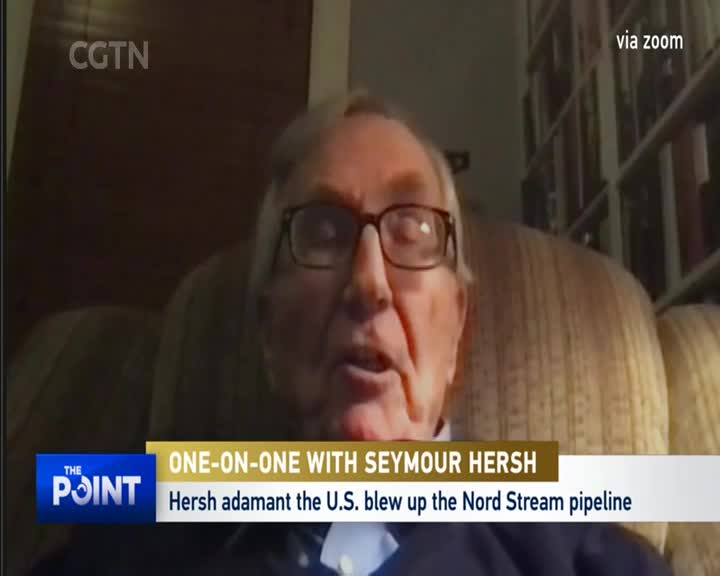 CGTN
via zoom
ONE-ON-ONE WITH SEYMOUR HERSH
THE
POINT
Hersh adamant the U.S. blew up the Nord Stream pipeline